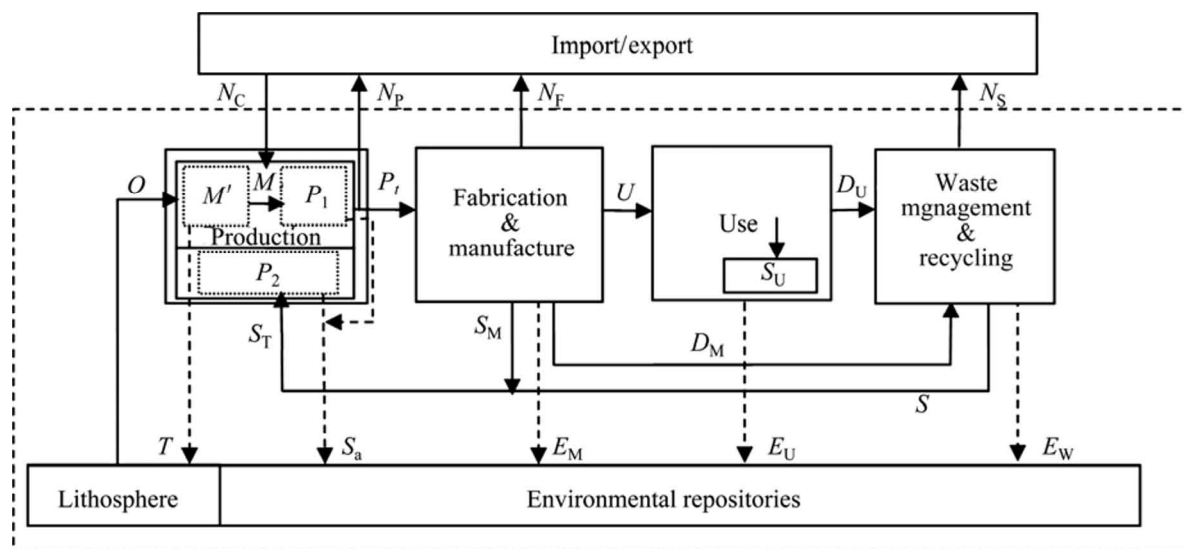 Import/export
N_C
N_P
N_F
N_S
O
M′
M
P_1
Production
P_2
P_t
Fabrication
&
manufacture
U
Use
S_U
D_U
Waste
mgnagement
&
recycling
S_T
S_M
D_M
S
T
S_a
E_M
E_U
E_W
Lithosphere
Environmental repositories